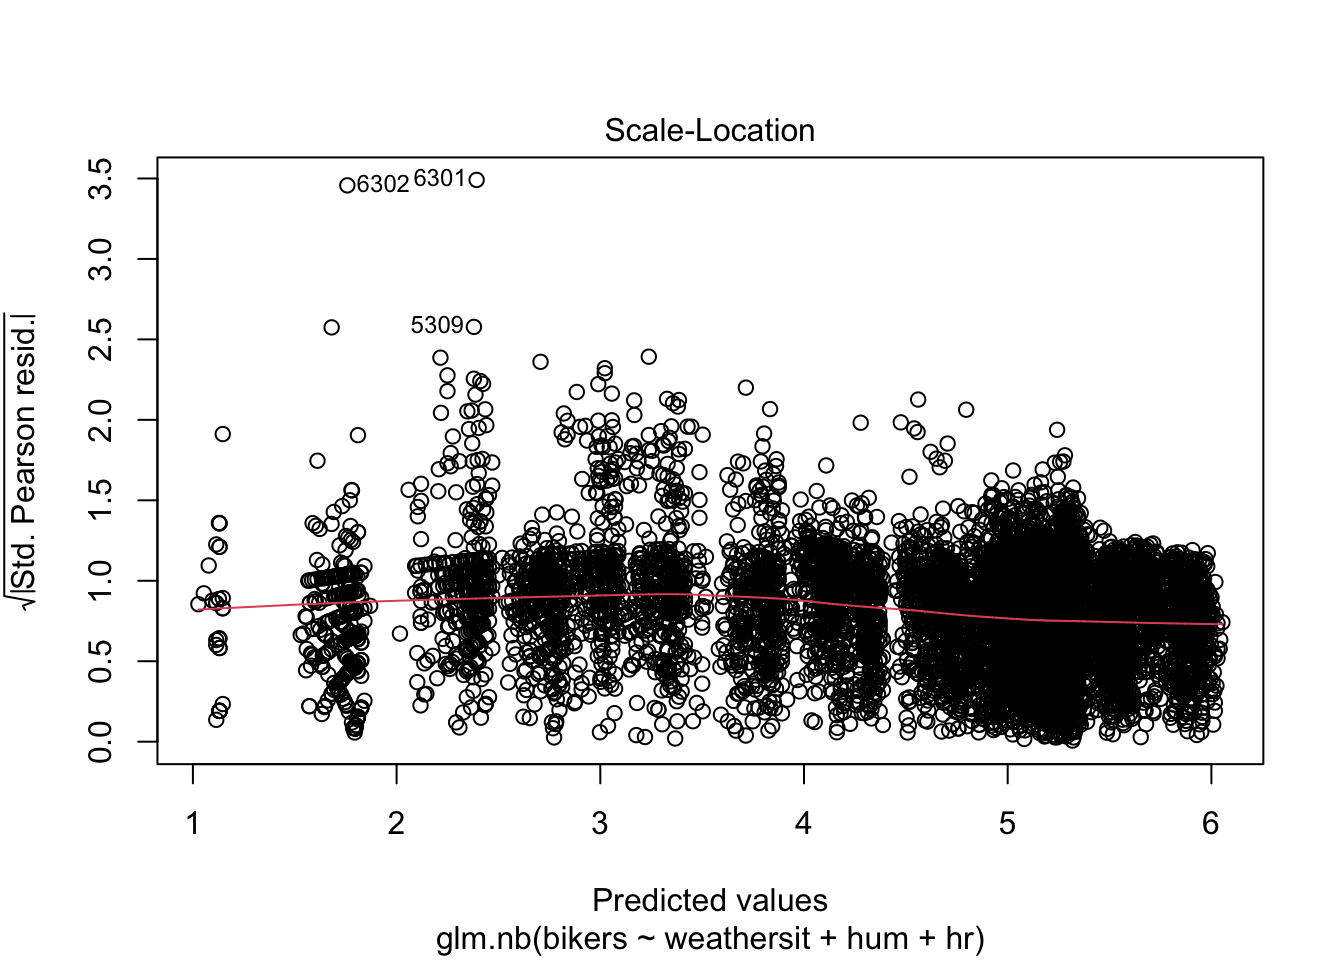 Scale-Location
√|Std. Pearson resid.|
3.5
3.0
2.5
2.0
1.5
1.0
0.5
0.0
6302 6301
5309
1 2 3 4 5 6
Predicted values
glm.nb(bikers ~ weathersit + hum + hr)